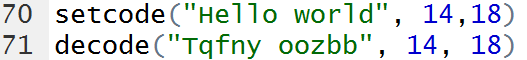 70 setcode("Hello world", 14,18)
71 decode("Tqfny oozbb", 14, 18)